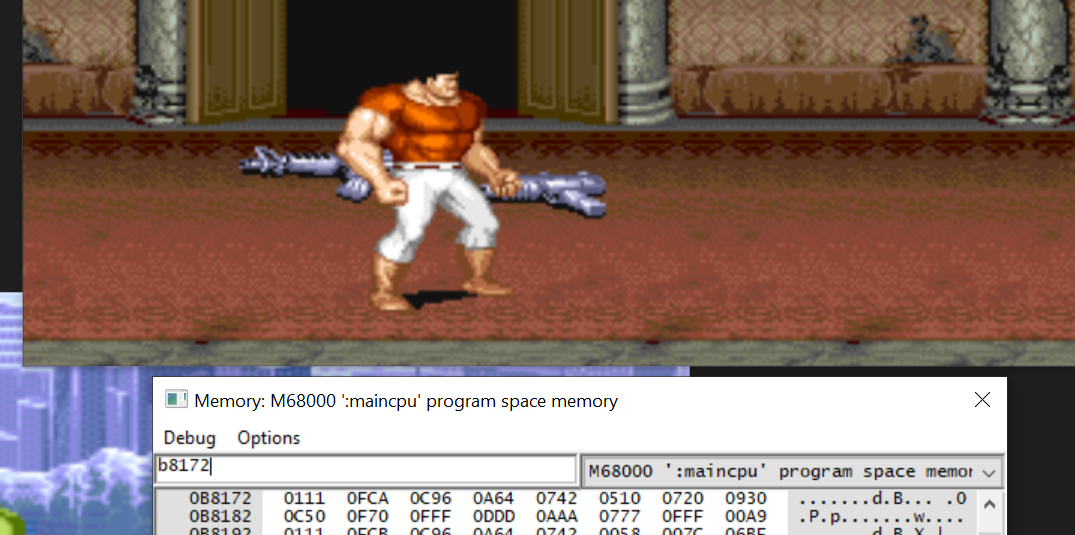 Memory: M68000 ':maincpu' program space memory
Debug Options
b8172
M68000 ':maincpu' program space memor
0B8172 0111 0FCA 0C96 0A64 0742 0510 0720 0930 .......d.B... .0
0B8182 0C50 0F70 0FFF 0DDD 0AAA 0777 0FFF 00A9 .P.p.......w....
0B8192 0111 0FCB 0C96 0A64 0742 0058 007C 06BF .......d.B.X.|..